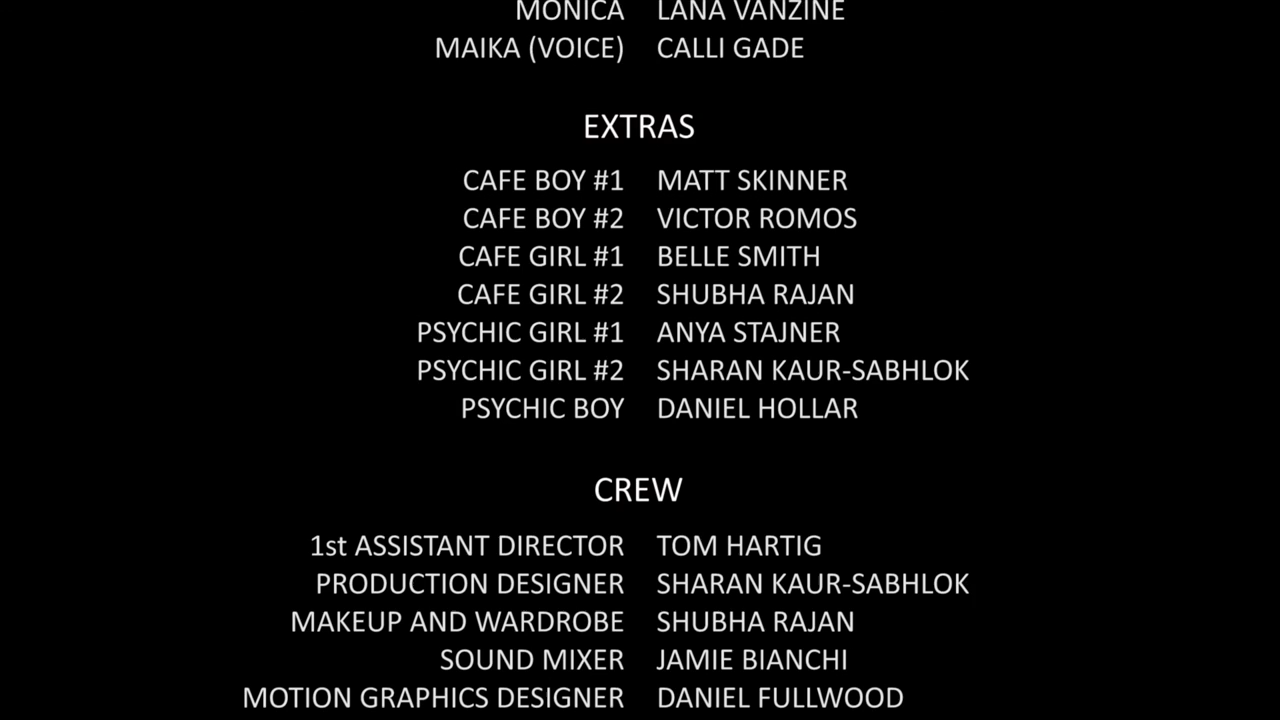 MONICA LANA VANZINE
MAIKA (VOICE) CALLI GADE
EXTRAS
CAFE BOY #1 MATT SKINNER
CAFE BOY #2 VICTOR ROMOS
CAFE GIRL #1 BELLE SMITH
CAFE GIRL #2 SHUBHA RAJAN
PSYCHIC GIRL #1 ANYA STAJNER
PSYCHIC GIRL #2 SHARAN KAUR-SABHLOK
PSYCHIC BOY DANIEL HOLLAR
CREW
1st ASSISTANT DIRECTOR TOM HARTIG
PRODUCTION DESIGNER SHARAN KAUR-SABHLOK
MAKEUP AND WARDROBE SHUBHA RAJAN
SOUND MIXER JAMIE BIANCHI
MOTION GRAPHICS DESIGNER DANIEL FULLWOOD